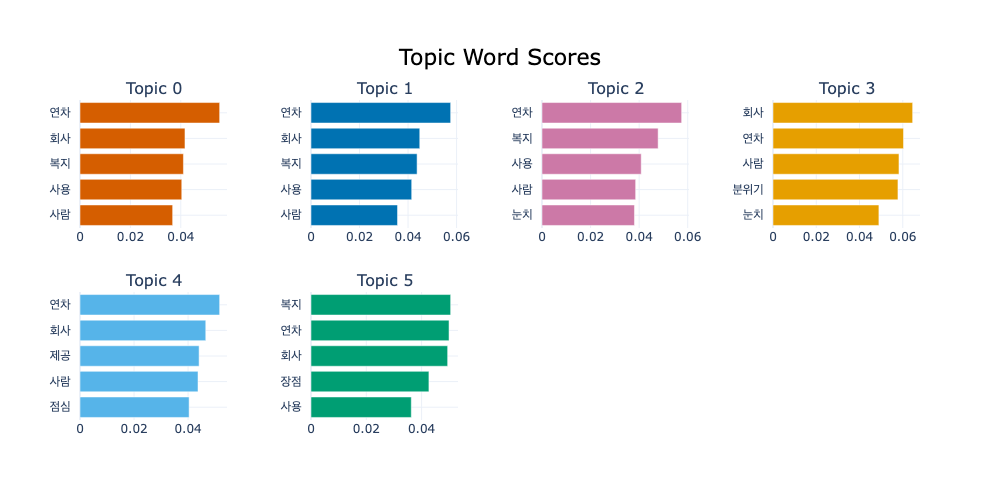 Topic Word Scores
Topic 0
연차
회사
복지
사용
사람
0 0.02 0.04
Topic 1
연차
회사
복지
사용
사람
0 0.02 0.04 0.06
Topic 2
연차
복지
사용
사람
눈치
0 0.02 0.04 0.06
Topic 3
회사
연차
사람
분위기
눈치
0 0.02 0.04 0.06
Topic 4
연차
회사
제공
사람
점심
0 0.02 0.04
Topic 5
복지
연차
회사
장점
사용
0 0.02 0.04